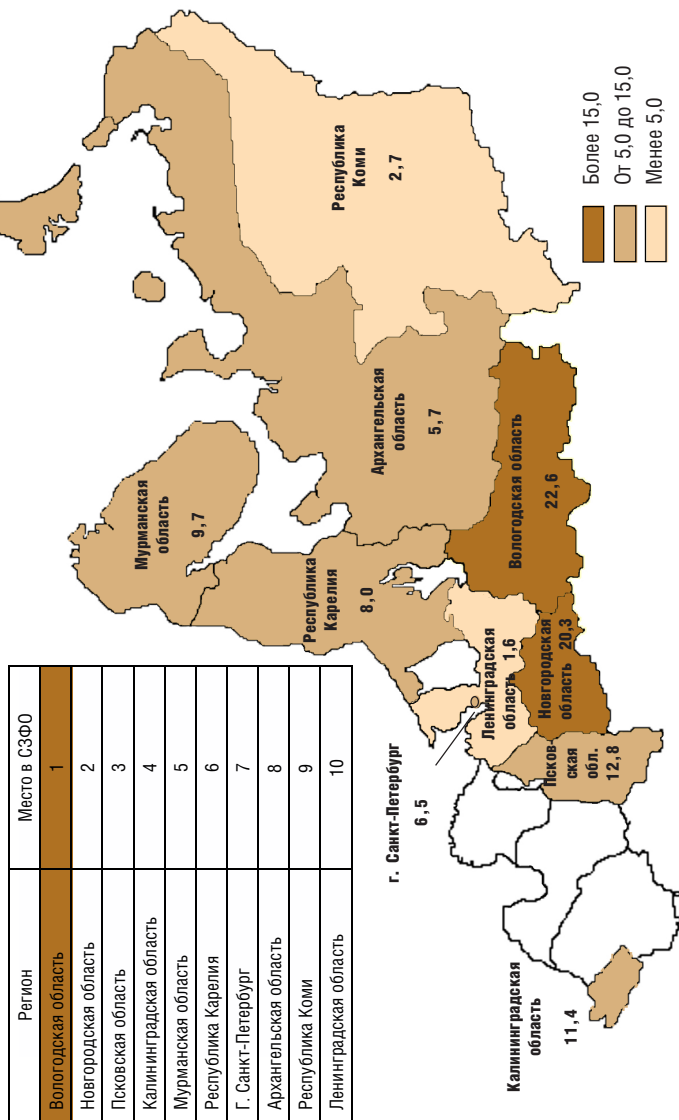 Регион Место в СЗФО
Вологодская область 1
Новгородская область 2
Псковская область 3
Калининградская область 4
Мурманская область 5
Республика Карелия 6
Г. Санкт-Петербург 7
Архангельская область 8
Республика Коми 9
Ленинградская область 10
Мурманская
область
9,7
Республика
Карелия
8,0
Архангельская
область
5,7
Республика
Коми
2,7
г. Санкт-Петербург
6,5
Ленинградская
область 1,6
Новгородская
область 20,3
Вологодская область
22,6
Псков-
ская
обл.
12,8
Калининградская
область
11,4
Более 15,0
От 5,0 до 15,0
Менее 5,0